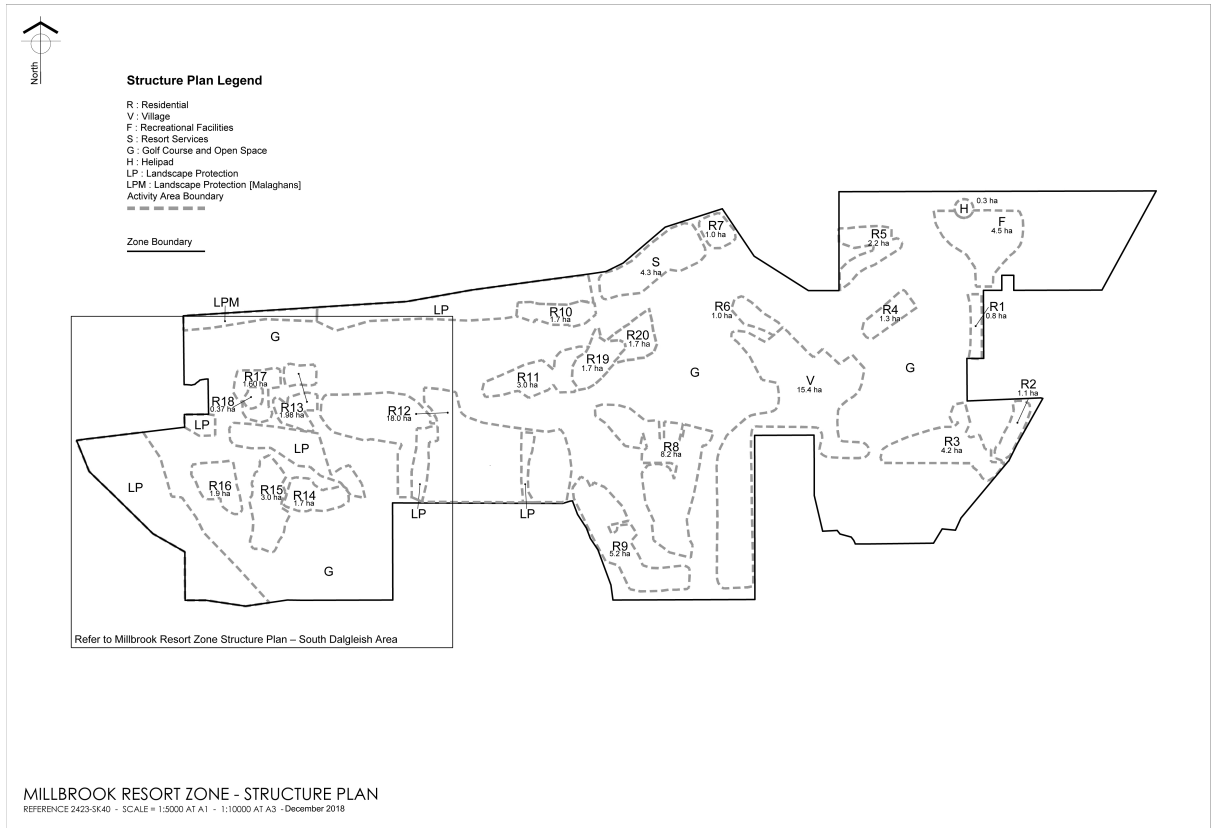 North
Structure Plan Legend
R : Residential
V : Village
F : Recreational Facilities
S : Resort Services
G : Golf Course and Open Space
H : Helipad
LP : Landscape Protection
LPM : Landscape Protection [Malaghans]
Activity Area Boundary
Zone Boundary
H
0.3 ha
F
4.5 ha
R7
1.0 ha
R5
2.2 ha
S
4.3 ha
LPM
LP
R10
1.7 ha
R6
1.0 ha
R4
1.3 ha
R1
0.8 ha
G
R20
1.7 ha
R19
1.7 ha
G
G
R17
1.60 ha
R11
3.0 ha
V
15.4 ha
R2
1.1 ha
R18
0.37 ha
R13
1.98 ha
R12
18.0 ha
LP
LP
R8
8.2 ha
R3
4.2 ha
LP
R16
1.9 ha
R15
3.0 ha
R14
1.7 ha
LP
LP
R9
5.2 ha
G
G
Refer to Millbrook Resort Zone Structure Plan – South Dalgleish Area
MILLBROOK RESORT ZONE - STRUCTURE PLAN
REFERENCE 2423-SK40 - SCALE = 1:5000 AT A1 - 1:10000 AT A3 - December 2018